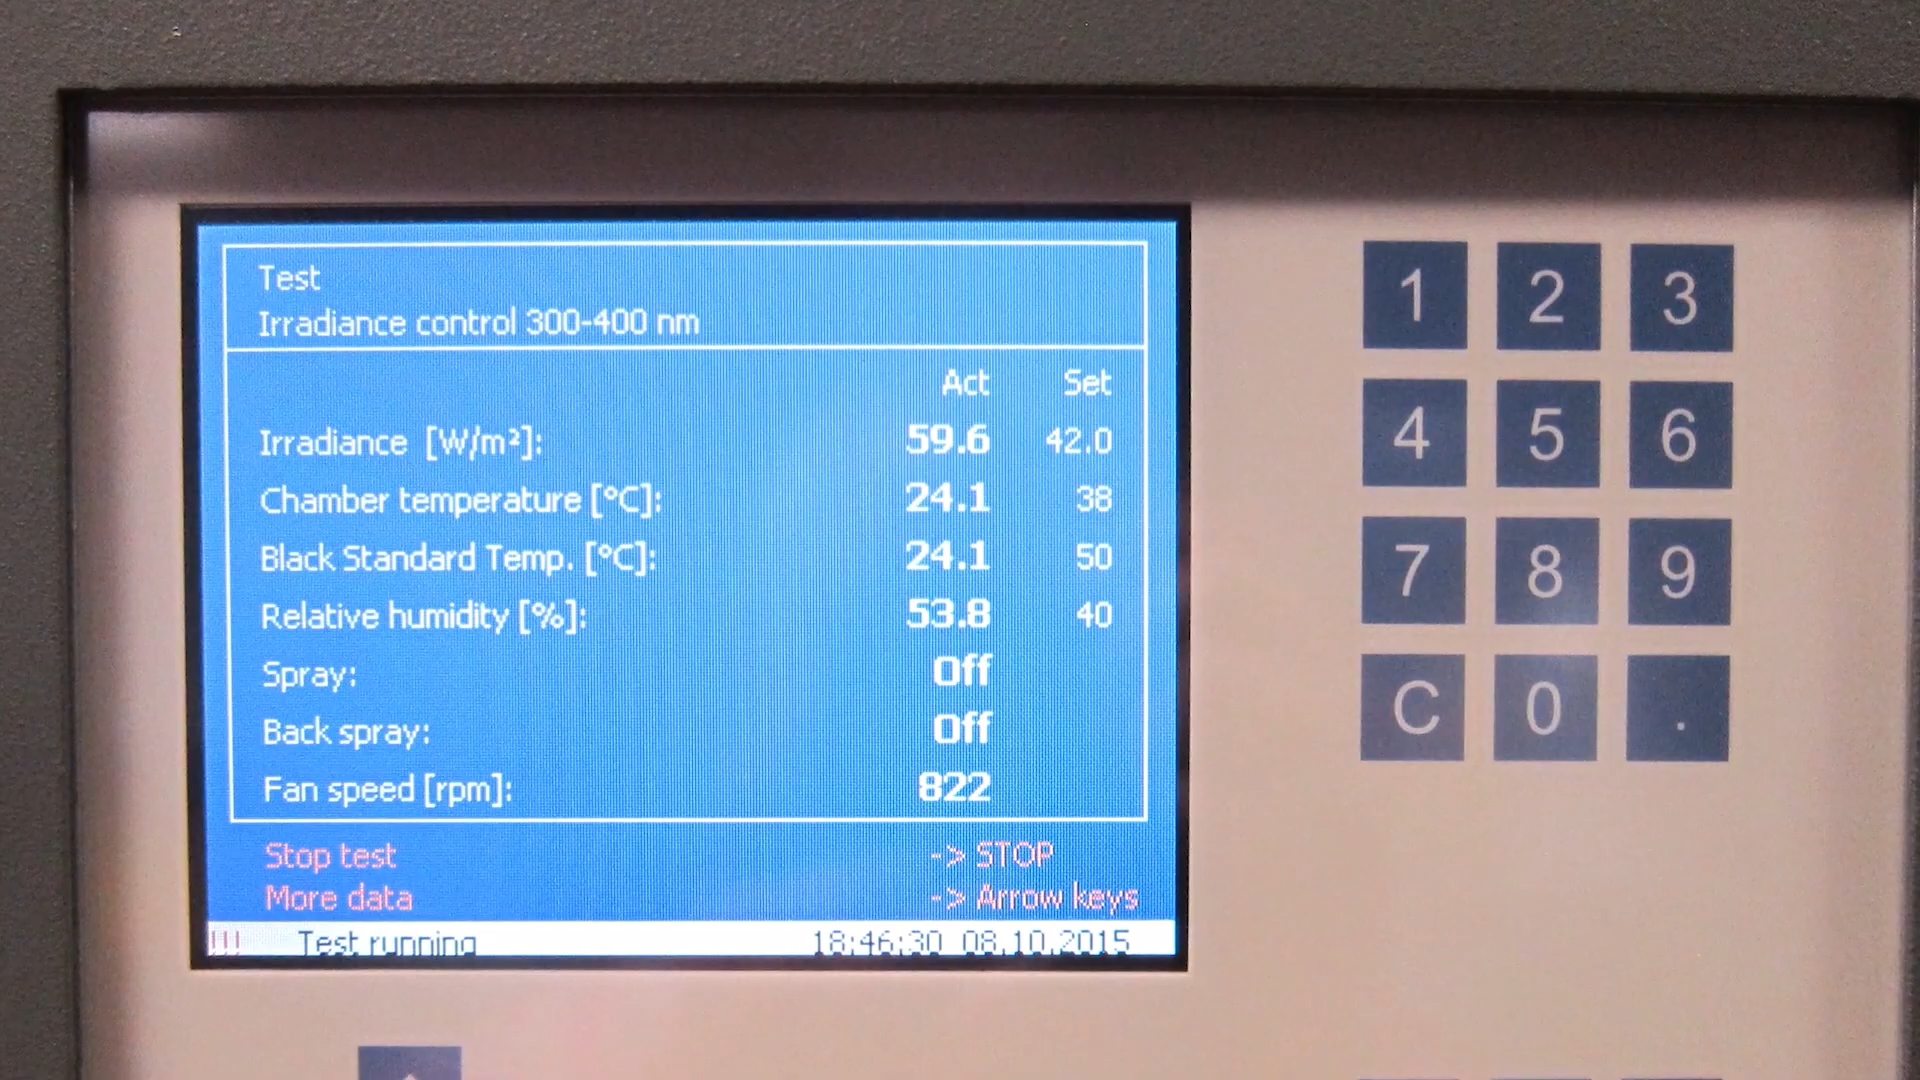 Test
Irradiance control 300-400 nm
Act Set
Irradiance [W/m²]: 59.6 42.0
Chamber temperature [°C]: 24.1 38
Black Standard Temp. [°C]: 24.1 50
Relative humidity [%]: 53.8 40
Spray: Off
Back spray: Off
Fan speed [rpm]: 822
Stop test -> STOP
More data -> Arrow keys
!!! Test running 18:46:30 08.10.2015
1 2 3
4 5 6
7 8 9
C 0 .